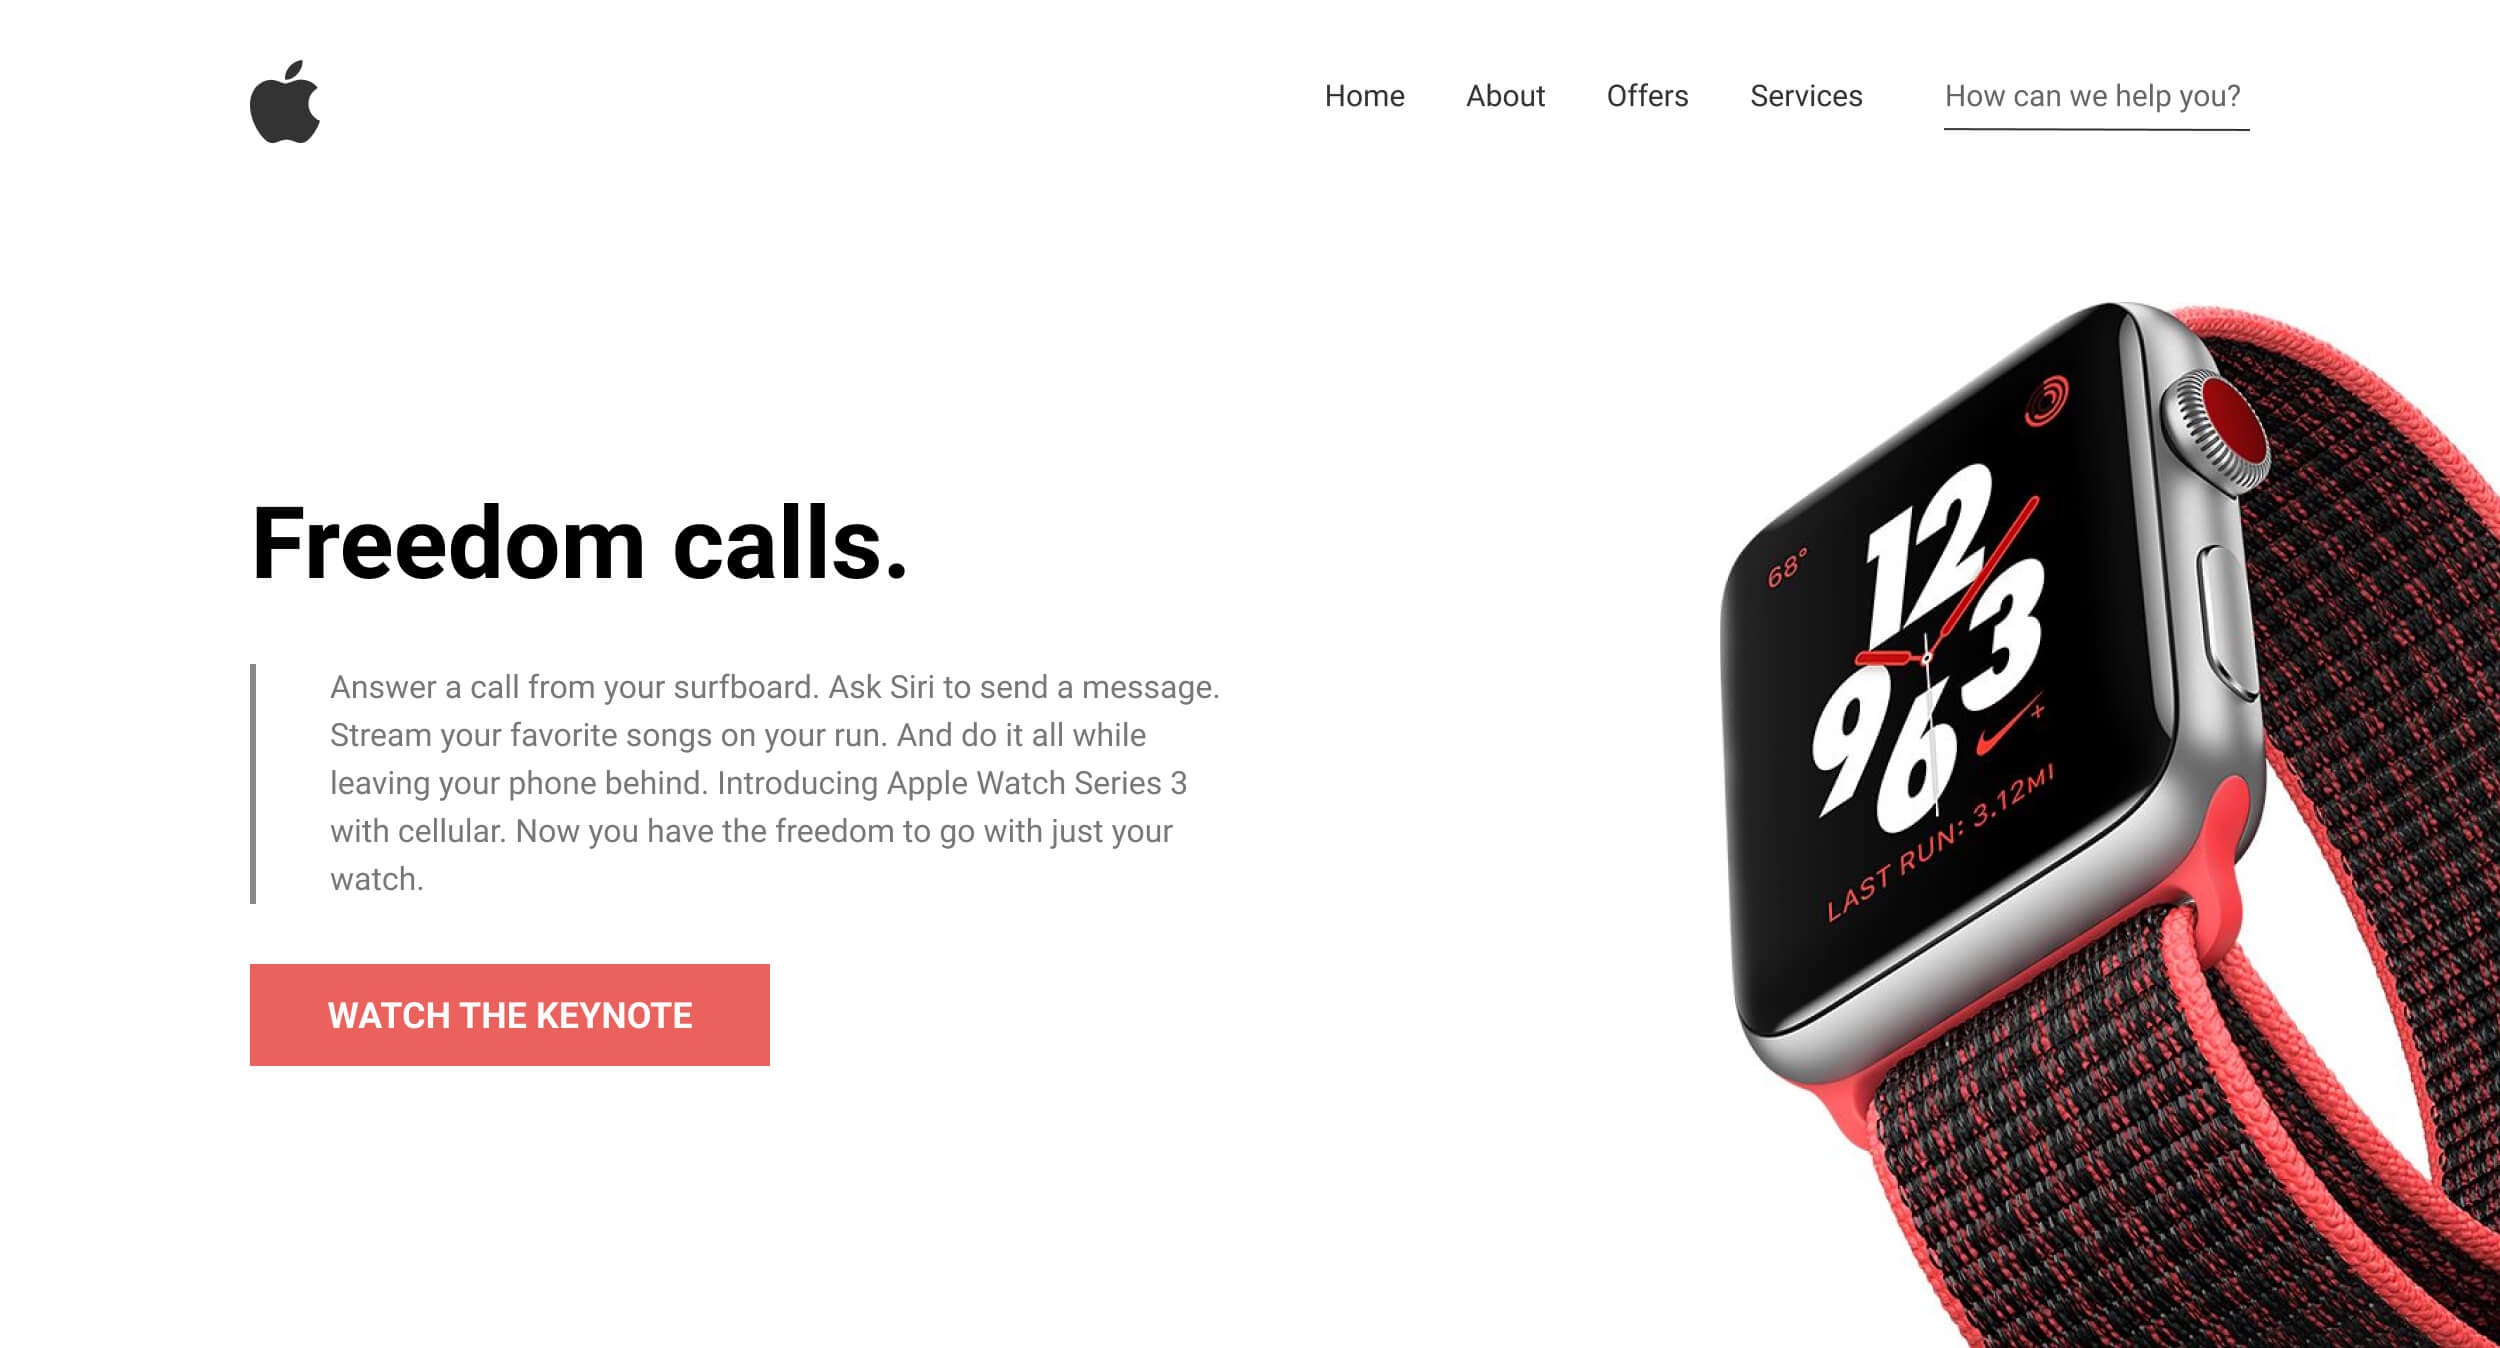 Home About Offers Services How can we help you?
Freedom calls.
Answer a call from your surfboard. Ask Siri to send a message.
Stream your favorite songs on your run. And do it all while
leaving your phone behind. Introducing Apple Watch Series 3
with cellular. Now you have the freedom to go with just your
watch.
WATCH THE KEYNOTE
68°
12
3
9
6
+
LAST RUN: 3.12MI